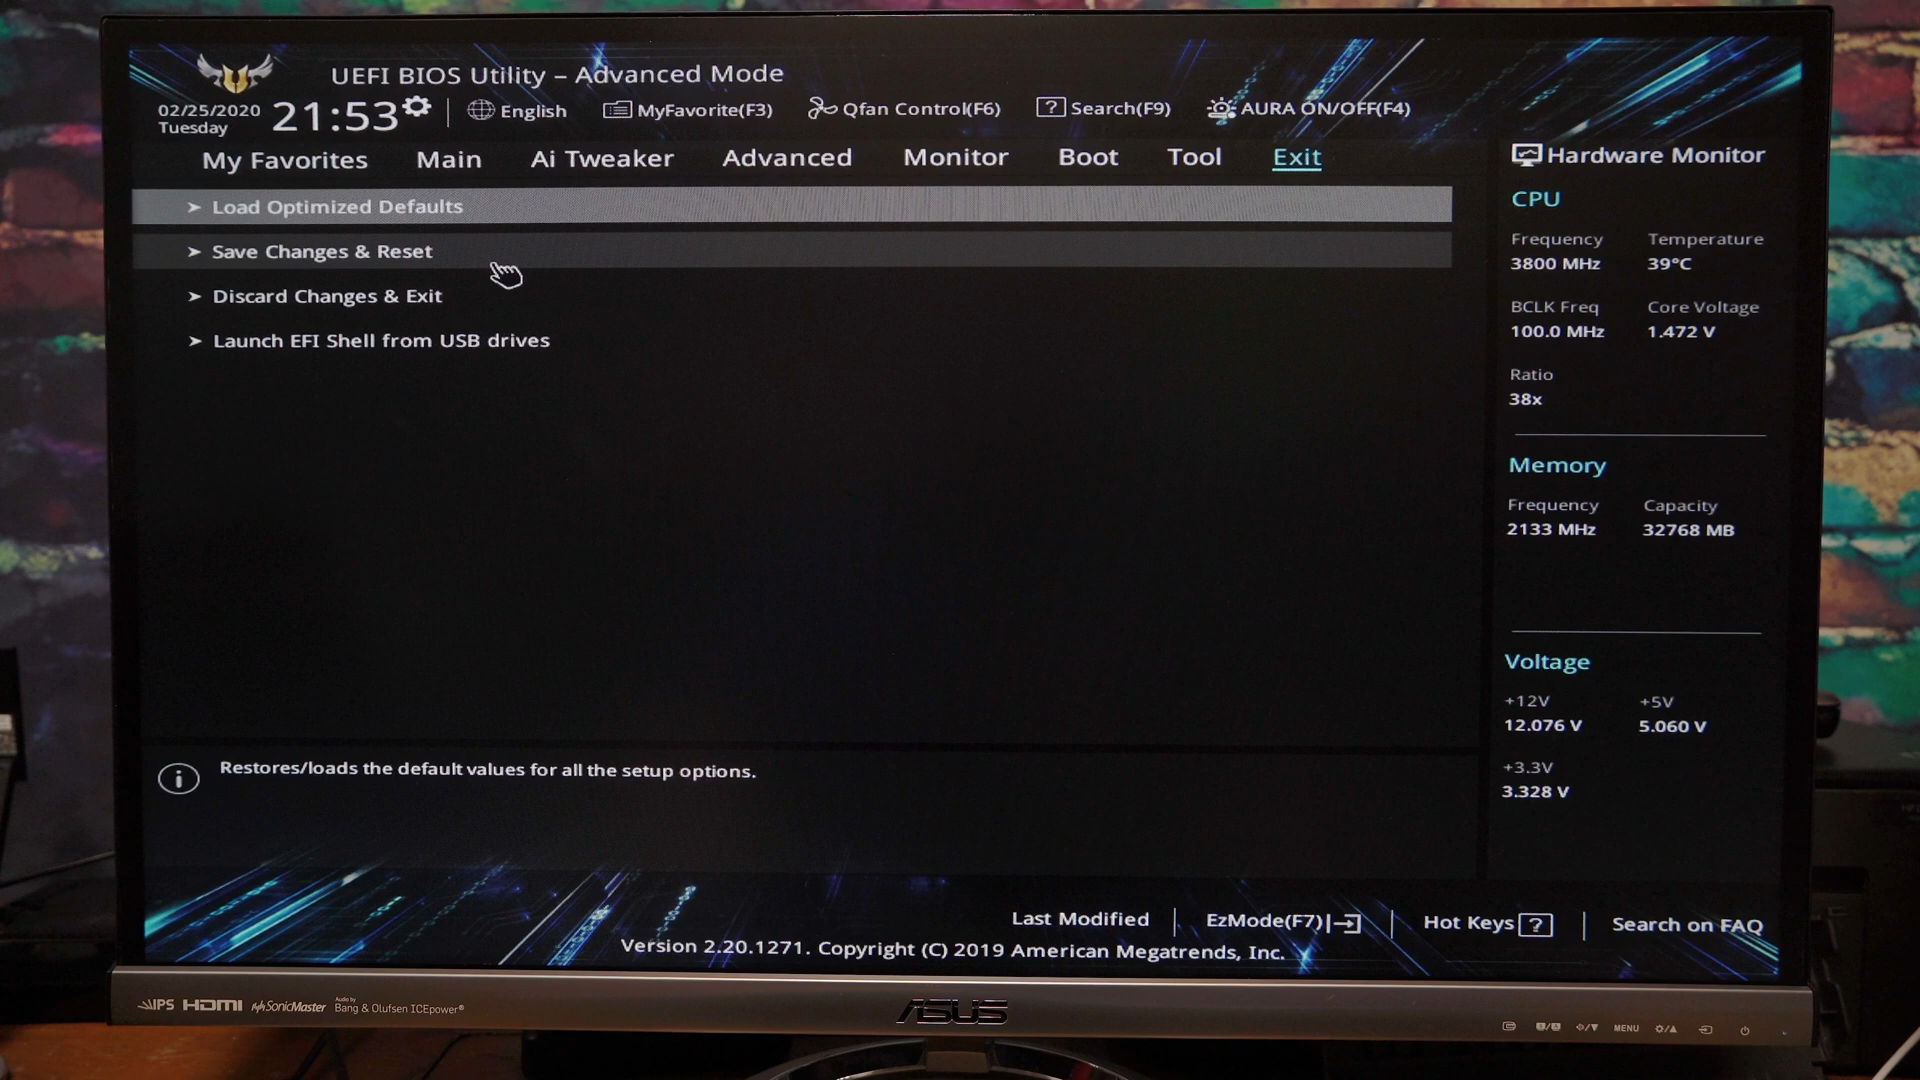 UEFI BIOS Utility – Advanced Mode
02/25/2020
Tuesday
21:53
English
MyFavorite(F3)
Qfan Control(F6)
? Search(F9)
AURA ON/OFF(F4)
My Favorites
Main
Ai Tweaker
Advanced
Monitor
Boot
Tool
Exit
Load Optimized Defaults
Save Changes & Reset
Discard Changes & Exit
Launch EFI Shell from USB drives
Hardware Monitor
CPU
Frequency Temperature
3800 MHz 39°C
BCLK Freq Core Voltage
100.0 MHz 1.472 V
Ratio
38x
Memory
Frequency Capacity
2133 MHz 32768 MB
Voltage
+12V +5V
12.076 V 5.060 V
+3.3V
3.328 V
i Restores/loads the default values for all the setup options.
Last Modified
EzMode(F7)
Hot Keys ?
Search on FAQ
Version 2.20.1271. Copyright (C) 2019 American Megatrends, Inc.
IPS HDMI SonicMaster
Audio by
Bang & Olufsen ICEpower®
ASUS
MENU